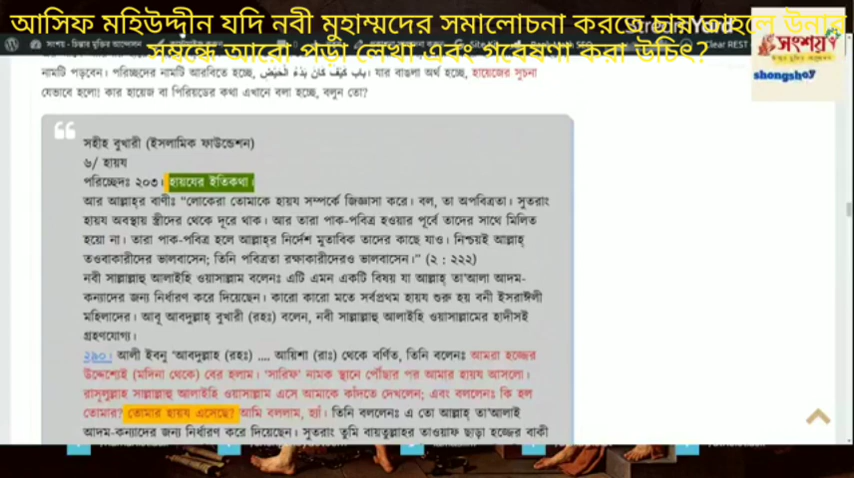 আসিফ মহিউদ্দীন যদি নবী মুহাম্মদের সমালোচনা করতে চায় তাহলে উনার
সম্বন্ধে আরো পড়া লেখা এবং গবেষণা করা উচিৎ?
সংশয়
shongshoy
নামটি পড়বেন। পরিচ্ছদের নামটি আরবিতে হচ্ছে, باب كَيْفَ كَانَ بَدْءُ الْحَيْضِ। যার বাঙলা অর্থ হচ্ছে, হায়েজের সুচনা
যেভাবে হলো! কার হায়েজ বা পিরিয়ডের কথা এখানে বলা হচ্ছে, বলুন তো?
সহীহ বুখারী (ইসলামিক ফাউন্ডেশন)
৬/ হায়য
পরিচ্ছেদঃ ২০৩। হায়যের ইতিকথা।
আর আল্লাহ্‌র বাণীঃ “লোকেরা তোমাকে হায়য সম্পর্কে জিজ্ঞাসা করে। বল, তা অপবিত্রতা। সুতরাং
হায়য অবস্থায় স্ত্রীদের থেকে দূরে থাক। আর তারা পাক-পবিত্র হওয়ার পূর্বে তাদের সাথে মিলিত
হয়ো না। তারা পাক-পবিত্র হলে আল্লাহ্‌র নির্দেশ মুতাবিক তাদের কাছে যাও। নিশ্চয়ই আল্লাহ্‌
তওবাকারীদের ভালবাসেন; তিনি পবিত্রতা রক্ষাকারীদেরও ভালবাসেন।” (২ : ২২২)
নবী সাল্লাল্লাহু আলাইহি ওয়াসাল্লাম বলেনঃ এটি এমন একটি বিষয় যা আল্লাহ্‌ তা'আলা আদম-
কন্যাদের জন্য নির্ধারণ করে দিয়েছেন। কারো কারো মতে সর্বপ্রথম হায়য শুরু হয় বনী ইসরাঈলী
মহিলাদের। আবূ আবদুল্লাহ্‌ বুখারী (রহঃ) বলেন, নবী সাল্লাল্লাহু আলাইহি ওয়াসাল্লামের হাদীসই
গ্রহণযোগ্য।
২৯০। আলী ইবনু 'আবদুল্লাহ (রহঃ) .... আয়িশা (রাঃ) থেকে বর্ণিত, তিনি বলেনঃ আমরা হজ্জের
উদ্দেশ্যেই (মদিনা থেকে) বের হলাম। 'সারিফ' নামক স্থানে পৌঁছার পর আমার হায়য আসলো।
রাসূলুল্লাহ্‌ সাল্লাল্লাহু আলাইহি ওয়াসাল্লাম এসে আমাকে কাঁদতে দেখলেন; এবং বললেনঃ কি হল
তোমার? তোমার হায়য এসেছে? আমি বললাম, হ্যাঁ। তিনি বললেনঃ এ তো আল্লাহ্‌ তা'আলাই
আদম-কন্যাদের জন্য নির্ধারণ করে দিয়েছেন। সুতরাং তুমি বায়তুল্লাহর তাওয়াফ ছাড়া হজ্জের বাকী